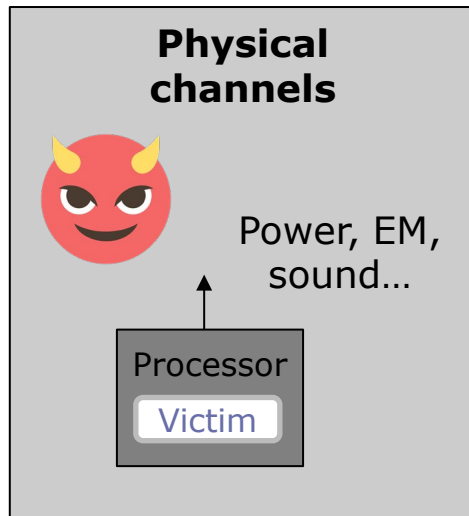 Physical
channels
Power, EM,
sound...
Processor
Victim